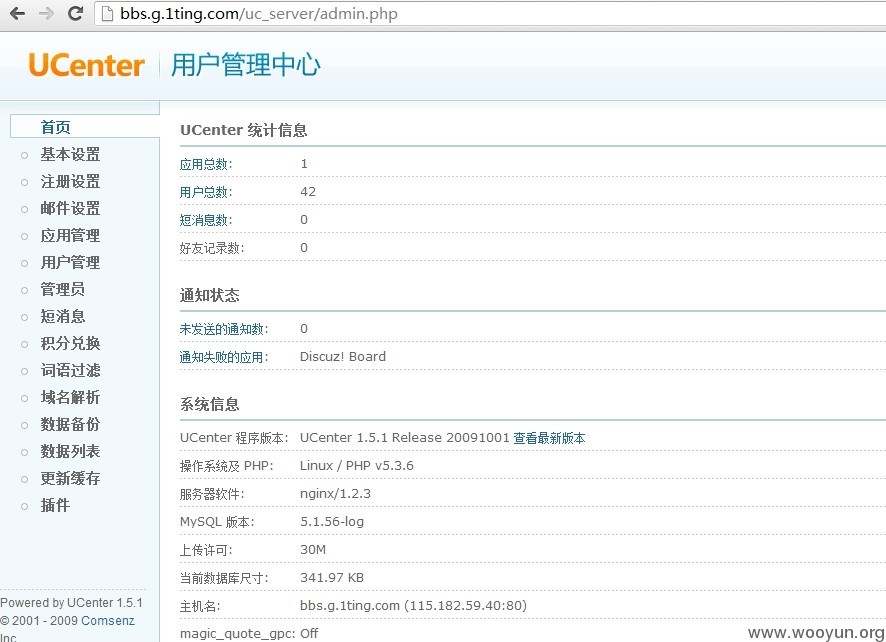 bbs.g.1ting.com/uc_server/admin.php
UCenter 用户管理中心
首页
基本设置
注册设置
邮件设置
应用管理
用户管理
管理员
短消息
积分兑换
词语过滤
域名解析
数据备份
数据列表
更新缓存
插件
Powered by UCenter 1.5.1
© 2001 - 2009 Comsenz
Inc.
UCenter 统计信息
应用总数: 1
用户总数: 42
短消息数: 0
好友记录数: 0
通知状态
未发送的通知数: 0
通知失败的应用: Discuz! Board
系统信息
UCenter 程序版本: UCenter 1.5.1 Release 20091001 查看最新版本
操作系统及 PHP: Linux / PHP v5.3.6
服务器软件: nginx/1.2.3
MySQL 版本: 5.1.56-log
上传许可: 30M
当前数据库尺寸: 341.97 KB
主机名: bbs.g.1ting.com (115.182.59.40:80)
magic_quote_gpc: Off
www.wooyun.org